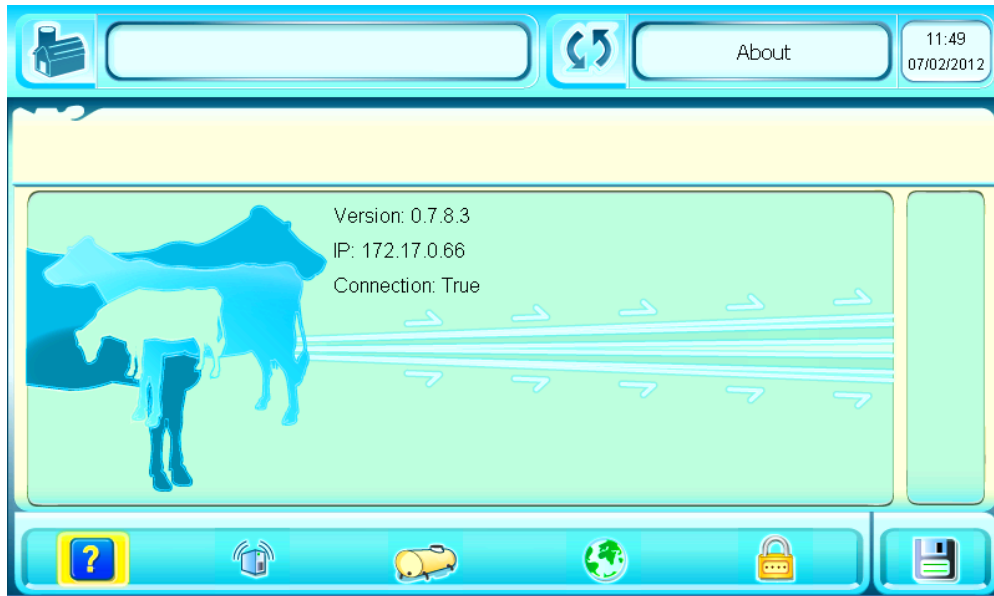 About
11:49
07/02/2012
Version: 0.7.8.3
IP: 172.17.0.66
Connection: True
?